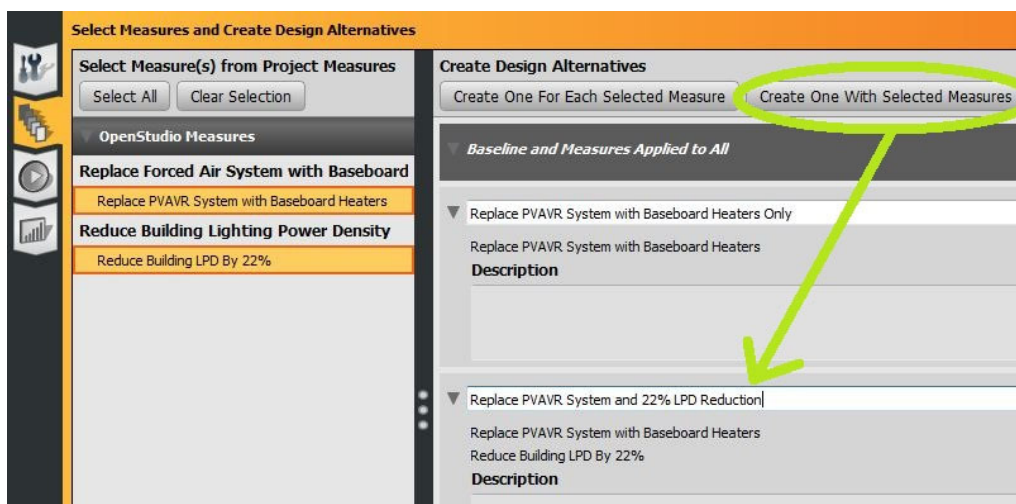 Select Measures and Create Design Alternatives
Select Measure(s) from Project Measures
Select All
Clear Selection
OpenStudio Measures
Replace Forced Air System with Baseboard
Replace PVAVR System with Baseboard Heaters
Reduce Building Lighting Power Density
Reduce Building LPD By 22%
Create Design Alternatives
Create One For Each Selected Measure
Create One With Selected Measures
Baseline and Measures Applied to All
Replace PVAVR System with Baseboard Heaters Only
Replace PVAVR System with Baseboard Heaters
Description
Replace PVAVR System and 22% LPD Reduction
Replace PVAVR System with Baseboard Heaters
Reduce Building LPD By 22%
Description